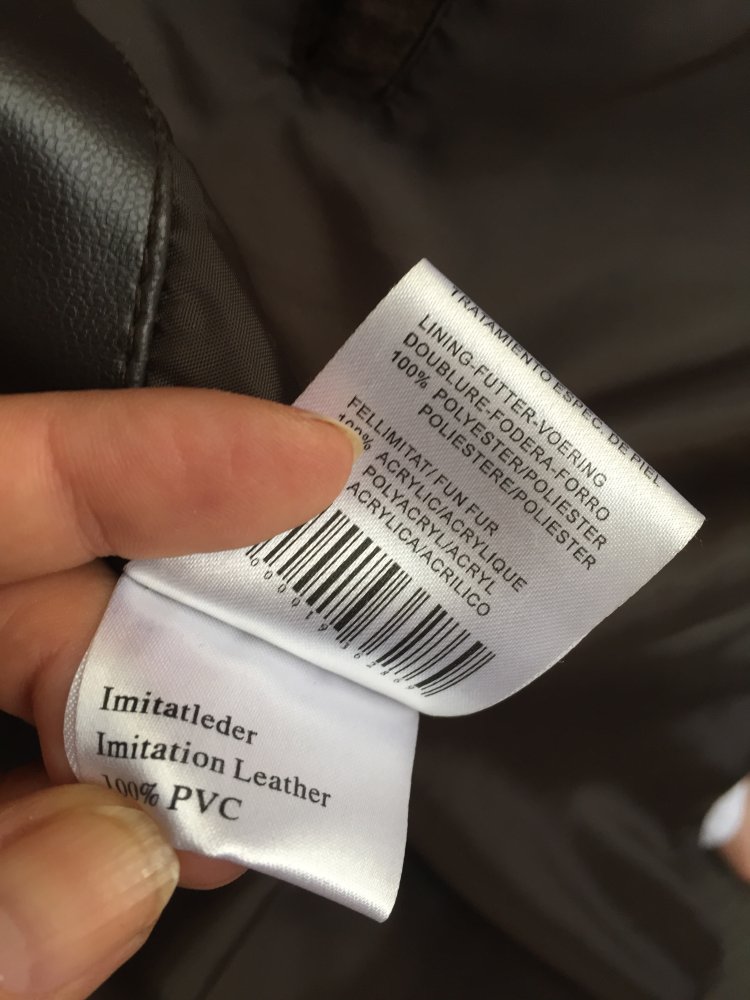 TRATAMIENTO ESPEC. DE PIEL
LINING-FUTTER-VOERING
DOUBLURE-FODERA-FORRO
100% POLYESTER/POLIESTER
POLIESTERE/POLIESTER
FELLIMITAT/ FUN FUR
100% ACRYLIC/ACRYLIQUE
POLYACRYL/ACRYL
ACRYLICA/ACRILICO
Imitatleder
Imitation Leather
100% PVC